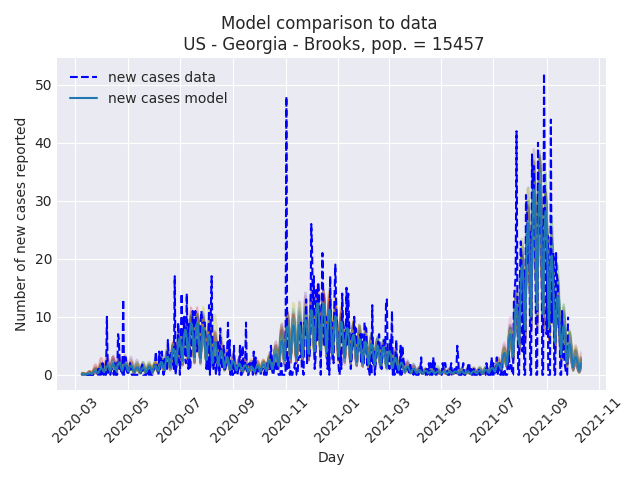 Model comparison to data
US - Georgia - Brooks, pop. = 15457
new cases data
new cases model
Number of new cases reported
50
40
30
20
10
0
2020-03
2020-05
2020-07
2020-09
2020-11
2021-01
2021-03
2021-05
2021-07
2021-09
2021-11
Day